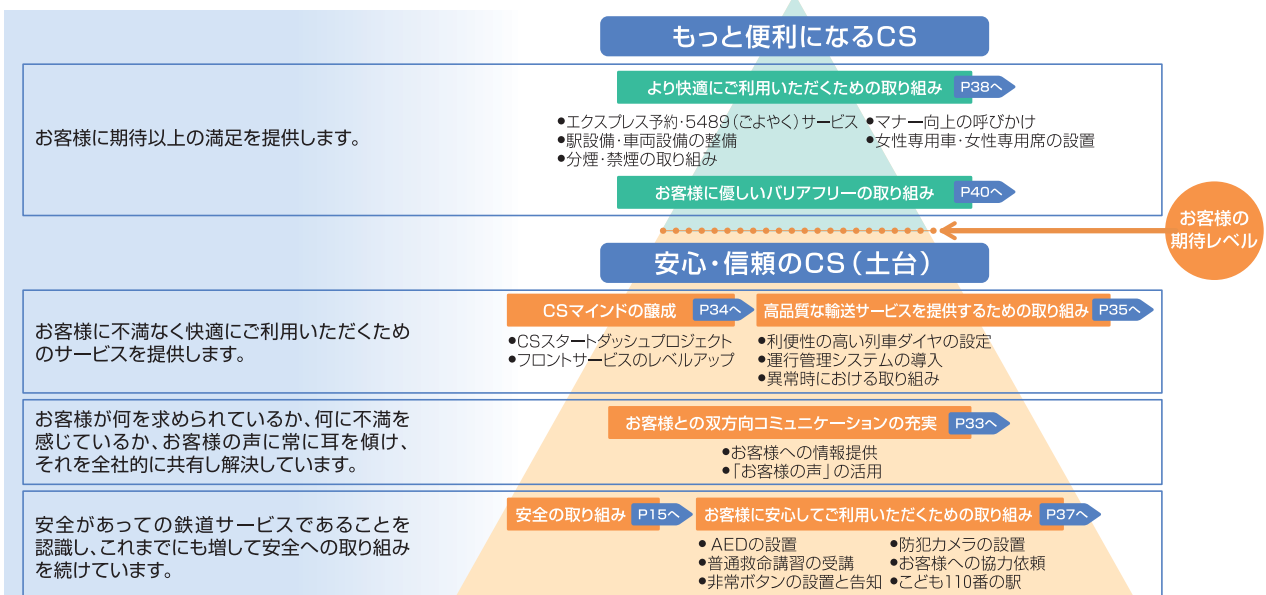 もっと便利になるCS
お客様に期待以上の満足を提供します。
より快適にご利用いただくための取り組み P38へ
●エクスプレス予約・5489（ごよやく）サービス ●マナー向上の呼びかけ
●駅設備・車両設備の整備 ●女性専用車・女性専用席の設置
●分煙・禁煙の取り組み
お客様に優しいバリアフリーの取り組み P40へ
お客様の
期待レベル
安心・信頼のCS（土台）
お客様に不満なく快適にご利用いただくため
のサービスを提供します。
CSマインドの醸成 P34へ
●CSスタートダッシュプロジェクト
●フロントサービスのレベルアップ
高品質な輸送サービスを提供するための取り組み P35へ
●利便性の高い列車ダイヤの設定
●運行管理システムの導入
●異常時における取り組み
お客様が何を求められているか、何に不満を
感じているか、お客様の声に常に耳を傾け、
それを全社的に共有し解決しています。
お客様との双方向コミュニケーションの充実 P33へ
●お客様への情報提供
●「お客様の声」の活用
安全があっての鉄道サービスであることを
認識し、これまでにも増して安全への取り組み
を続けています。
安全の取り組み P15へ
お客様に安心してご利用いただくための取り組み P37へ
● AEDの設置 ●防犯カメラの設置
●普通救命講習の受講 ●お客様への協力依頼
●非常ボタンの設置と告知 ●こども110番の駅